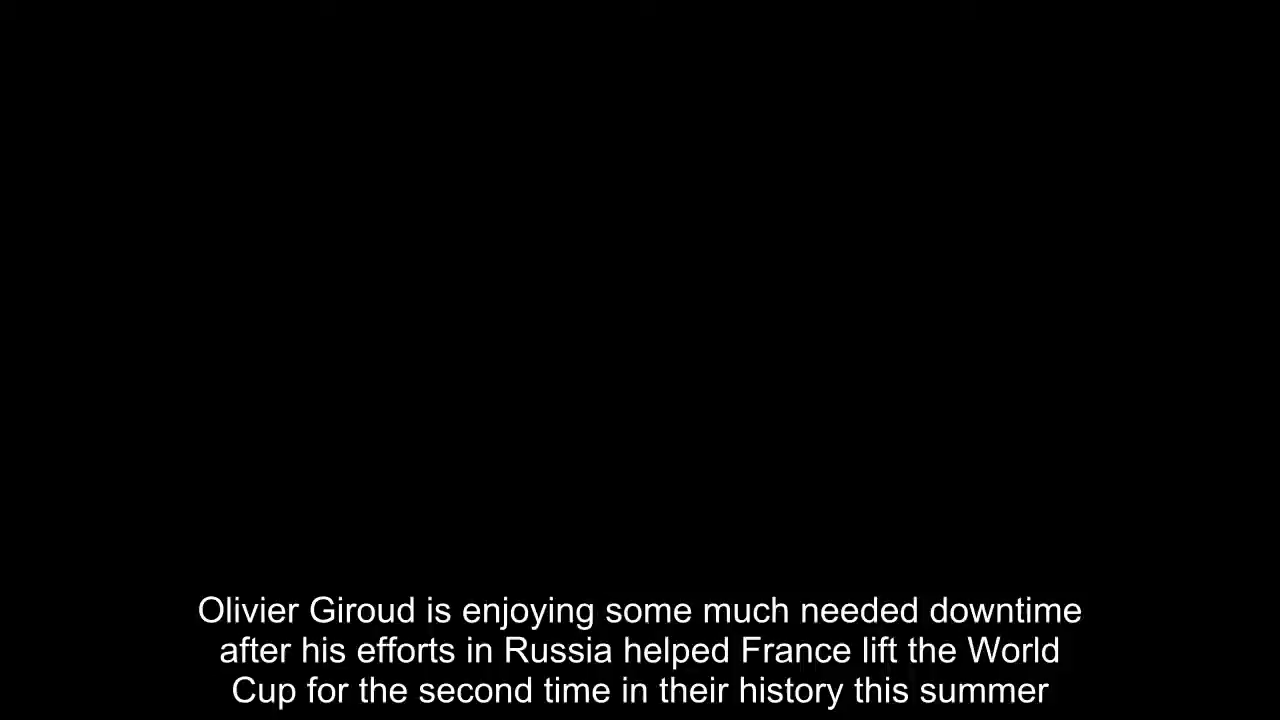 Olivier Giroud is enjoying some much needed downtime
after his efforts in Russia helped France lift the World
Cup for the second time in their history this summer